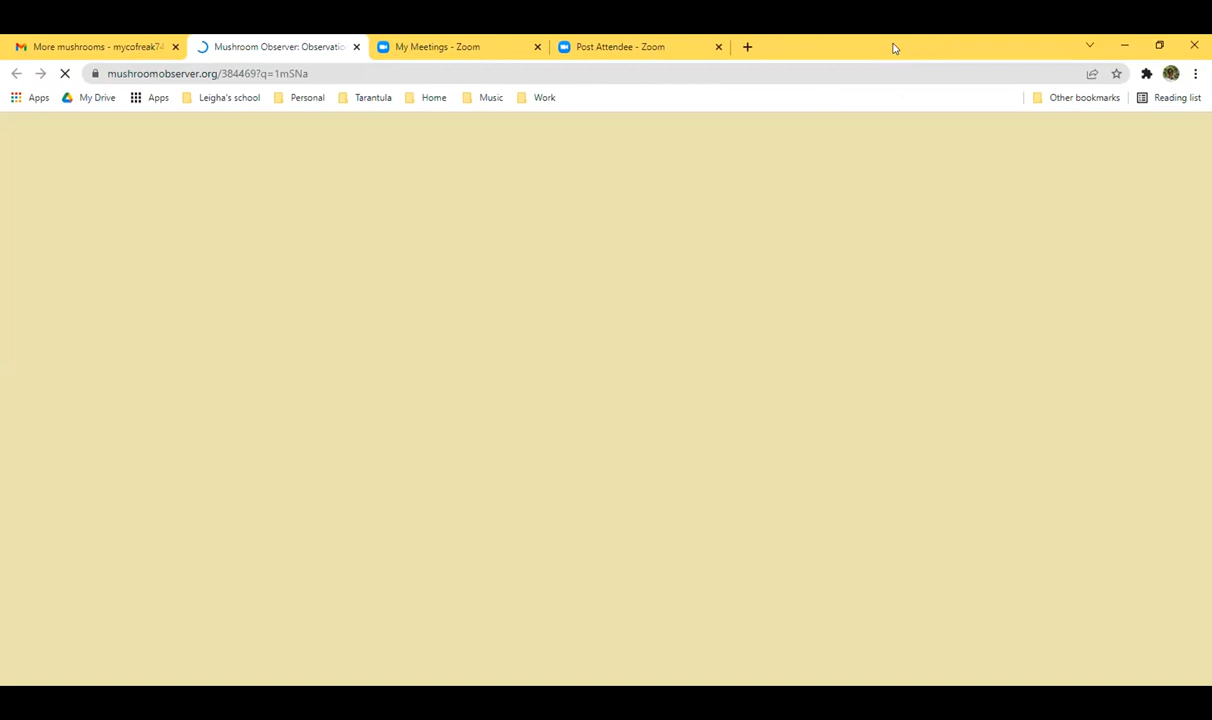 More mushrooms - mycofreak74 Mushroom Observer: Observatio My Meetings - Zoom Post Attendee - Zoom
mushroomobserver.org/384469?q=1mSNa
Apps My Drive Apps Leigha's school Personal Tarantula Home Music Work Other bookmarks Reading list